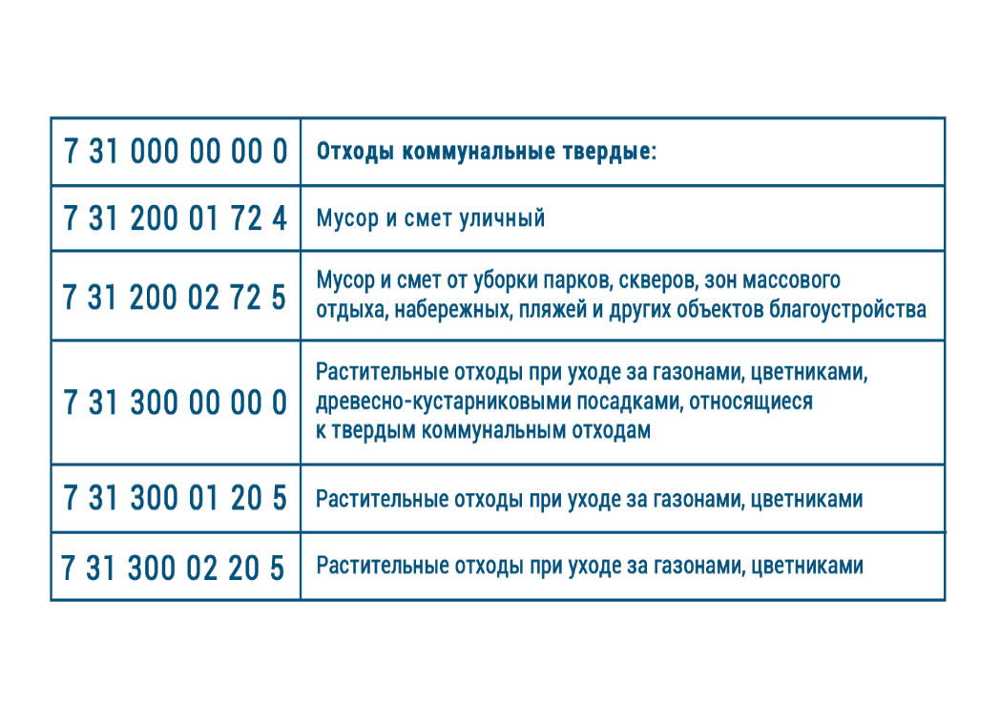 7 31 000 00 00 0 Отходы коммунальные твердые:
7 31 200 01 72 4 Мусор и смет уличный
7 31 200 02 72 5 Мусор и смет от уборки парков, скверов, зон массового
отдыха, набережных, пляжей и других объектов благоустройства
7 31 300 00 00 0 Растительные отходы при уходе за газонами, цветниками,
древесно-кустарниковыми посадками, относящиеся
к твердым коммунальным отходам
7 31 300 01 20 5 Растительные отходы при уходе за газонами, цветниками
7 31 300 02 20 5 Растительные отходы при уходе за газонами, цветниками